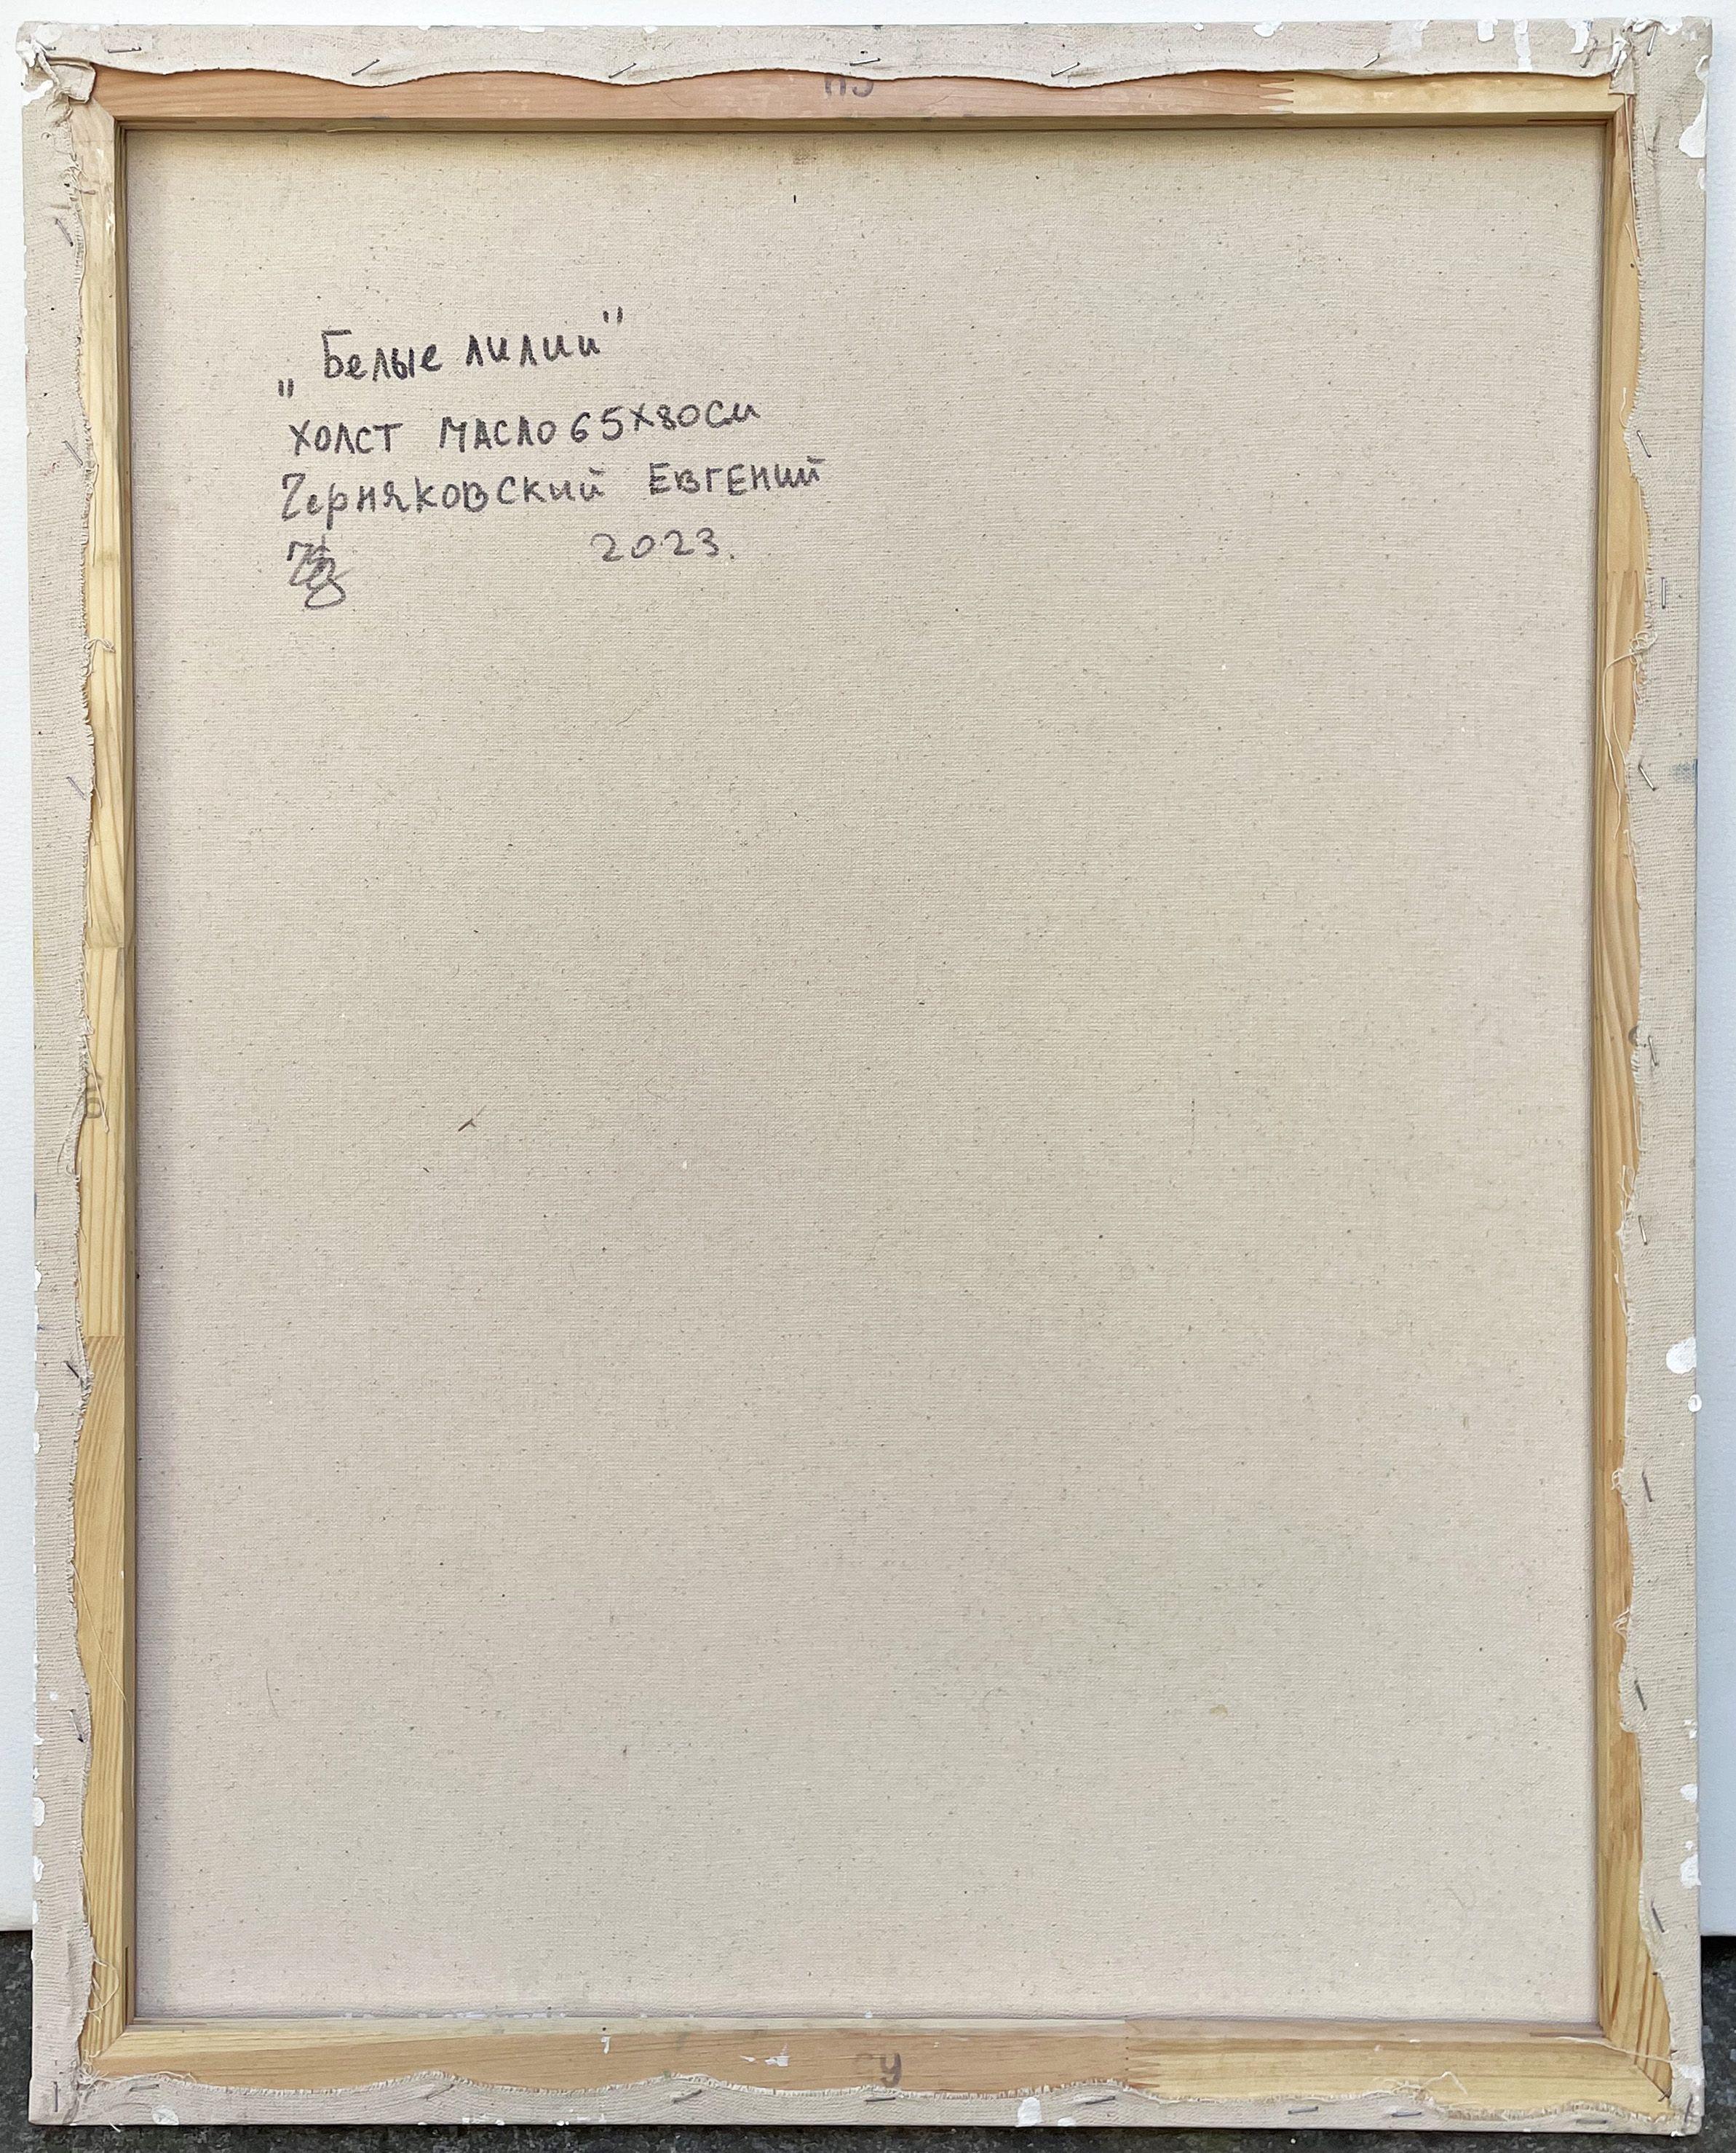 „Белые лилии"
ХОЛСТ МАСЛО 65Х80см
Черняковский ЕВГЕНИЙ
2023.